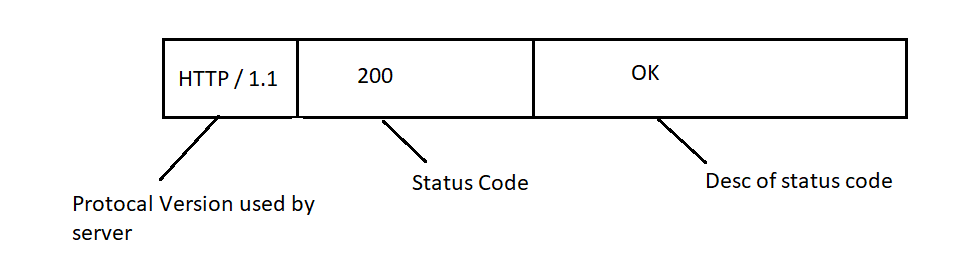 HTTP / 1.1
200
OK
Protocal Version used by
server
Status Code
Desc of status code